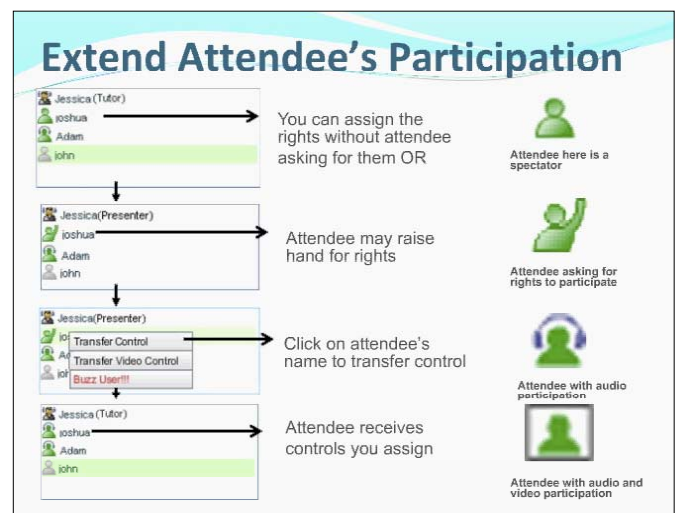 Extend Attendee's Participation
Jessica (Tutor)
joshua
Adam
john
You can assign the
rights without attendee
asking for them OR
Attendee here is a
spectator
Jessica(Presenter)
joshua
Adam
john
Attendee may raise
hand for rights
Attendee asking for
rights to participate
Jessica(Presenter)
jo
Transfer Control
Ad
Transfer Video Control
joh
Buzz User!!!
Click on attendee's
name to transfer control
Attendee with audio
participation
Jessica (Tutor)
joshua
Adam
john
Attendee receives
controls you assign
Attendee with audio and
video participation